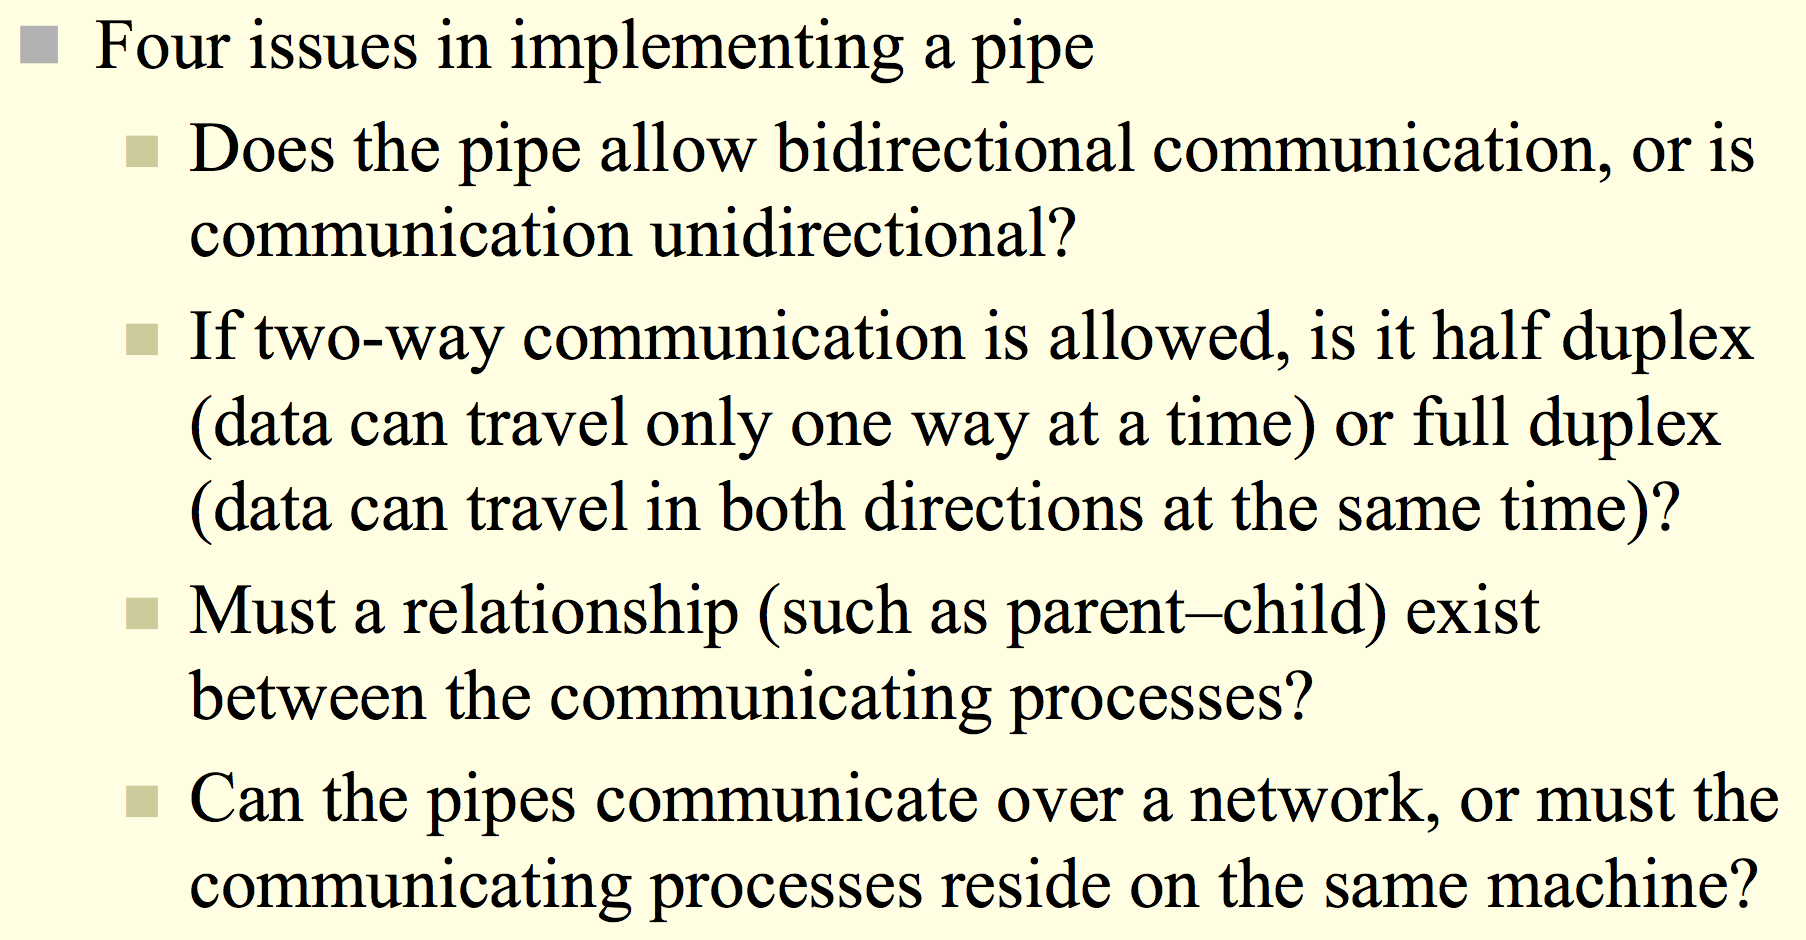 Four issues in implementing a pipe
Does the pipe allow bidirectional communication, or is
communication unidirectional?
If two-way communication is allowed, is it half duplex
(data can travel only one way at a time) or full duplex
(data can travel in both directions at the same time)?
Must a relationship (such as parent–child) exist
between the communicating processes?
Can the pipes communicate over a network, or must the
communicating processes reside on the same machine?